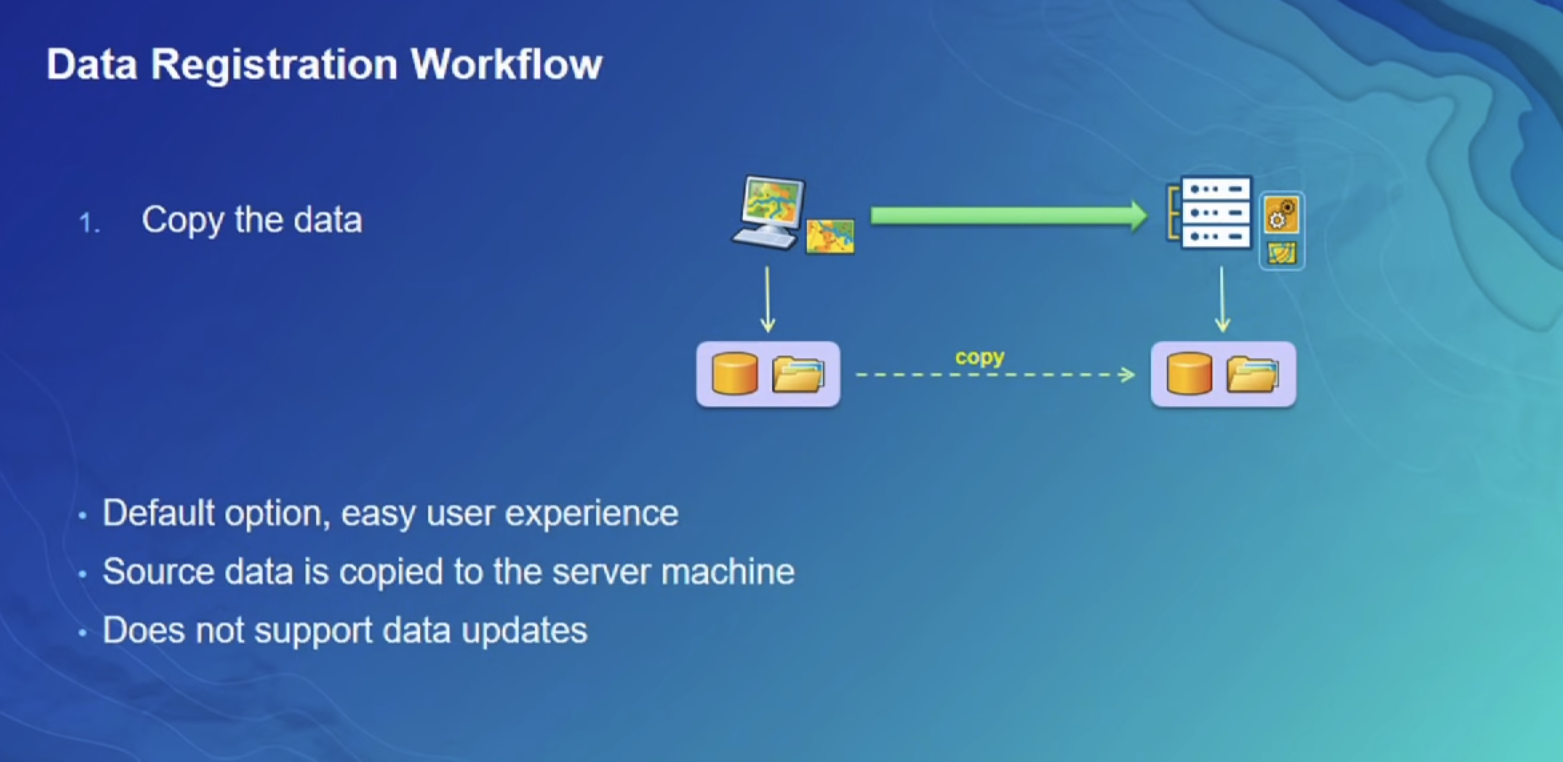 Data Registration Workflow
1. Copy the data
copy
• Default option, easy user experience
• Source data is copied to the server machine
• Does not support data updates